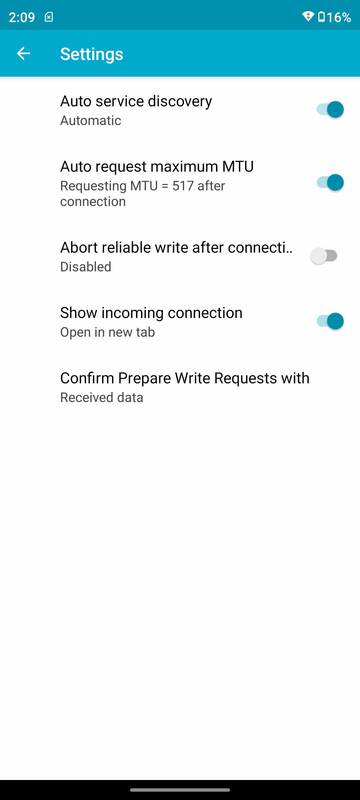 2:09
16%
Settings
Auto service discovery
Automatic
Auto request maximum MTU
Requesting MTU = 517 after
connection
Abort reliable write after connecti..
Disabled
Show incoming connection
Open in new tab
Confirm Prepare Write Requests with
Received data